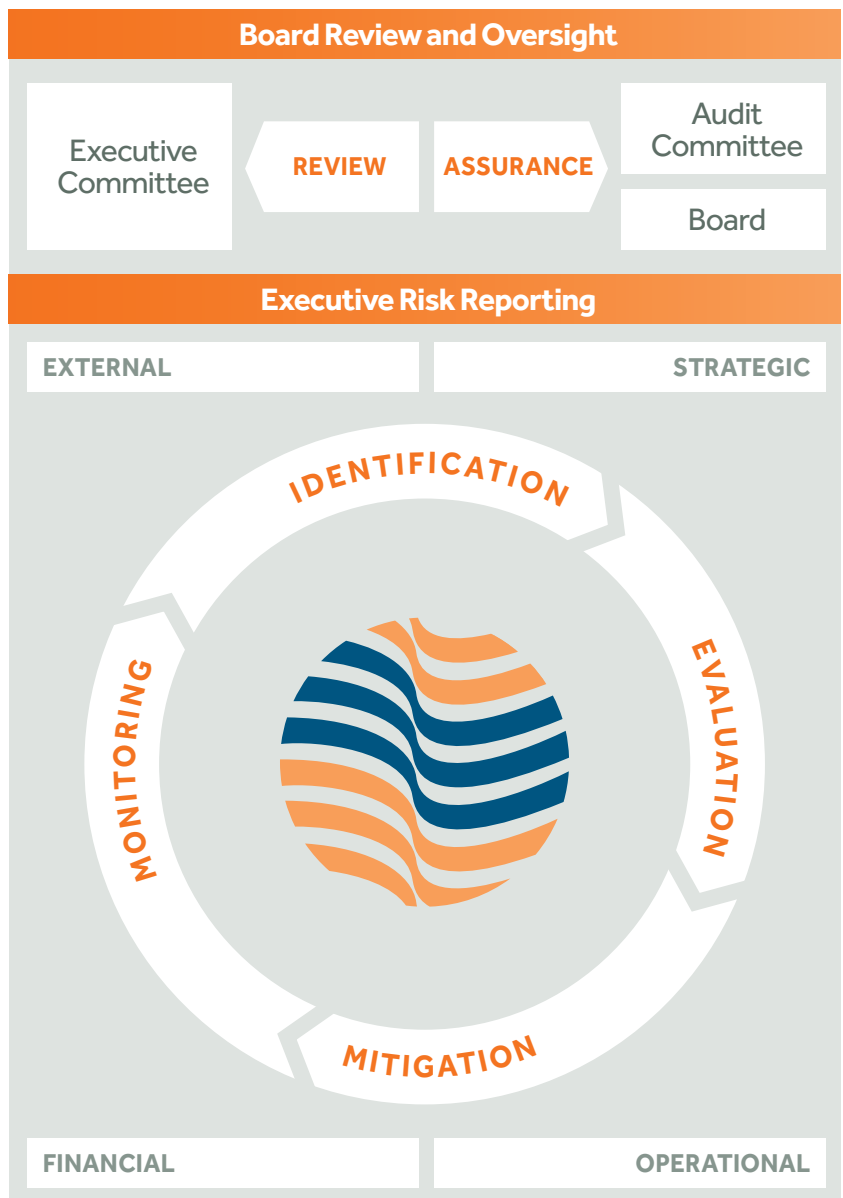 Board Review and Oversight
Executive
Committee
REVIEW
ASSURANCE
Audit
Committee
Board
Executive Risk Reporting
EXTERNAL
STRATEGIC
IDENTIFICATION
EVALUATION
MITIGATION
MONITORING
FINANCIAL
OPERATIONAL